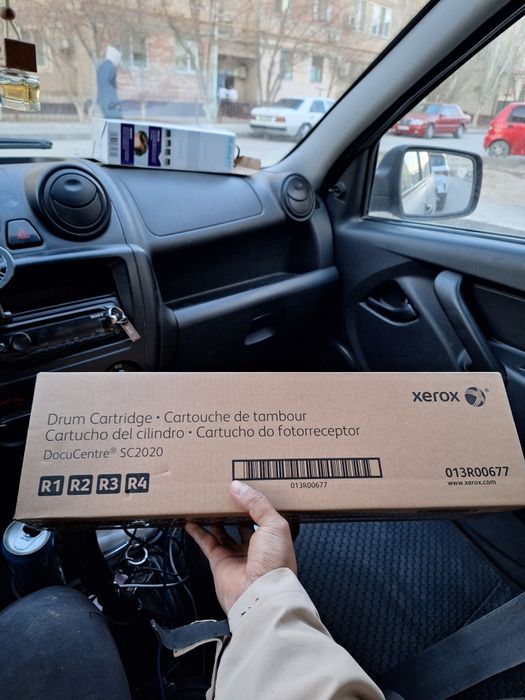 xerox
Drum Cartridge • Cartouche de tambour
Cartucho del cilindro • Cartucho do fotorreceptor
DocuCentre® SC2020
R1 R2 R3 R4
013R00677
013R00677
www.xerox.com